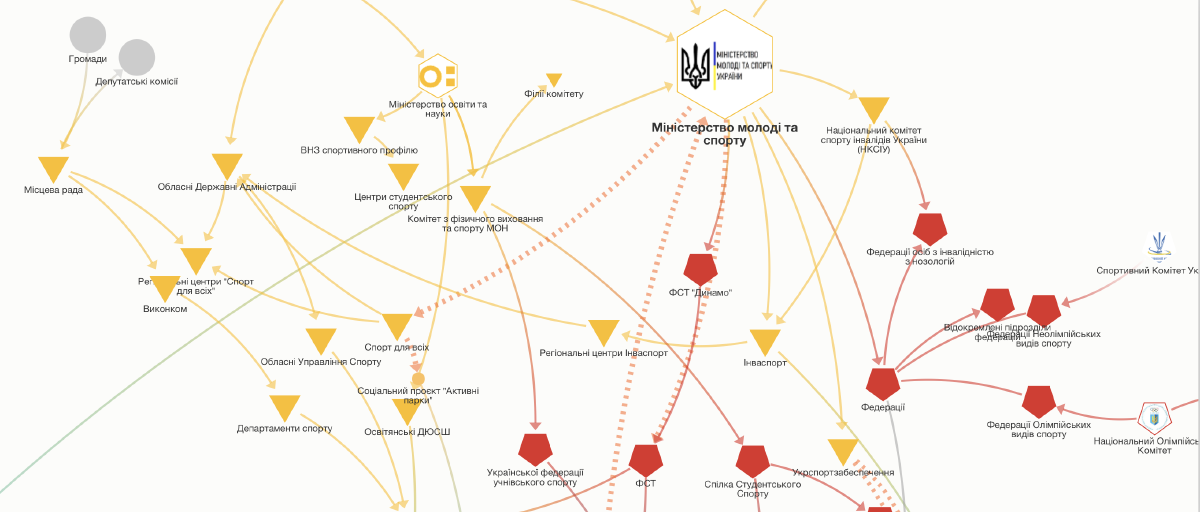 Громади
Депутатські комісії
Міністерство освіти та
науки
Філії комітету
МІНІСТЕРСТВО
МОЛОДІ ТА СПОРТУ
УКРАЇНИ
Міністерство молоді та
спорту
Національний комітет
спорту інвалідів України
(НКСІУ)
ВНЗ спортивного профілю
Місцева рада
Обласні Державні Адміністрації
Центри студентського
спорту
Комітет з фізичного виховання
та спорту МОН
Федерації осіб з інвалідністю
з нозологій
Спортивний Комітет Ук
Регіональні центри "Спорт
для всіх"
Виконком
ФСТ "Динамо"
Відокремлені підрозділи
федерацій
Федерації Неолімпійських
видів спорту
Спорт для всіх
Обласні Управління Спорту
Регіональні центри Інваспорт
Інваспорт
Соціальний проєкт "Активні
парки"
Федерації
Департаменти спорту
Освітянські ДЮСШ
Федерації Олімпійських
видів спорту
Національний Олімпійсь
Комітет
Української федерації
учнівського спорту
ФСТ
Спілка Студентського
Спорту
Укрспортзабезпечення